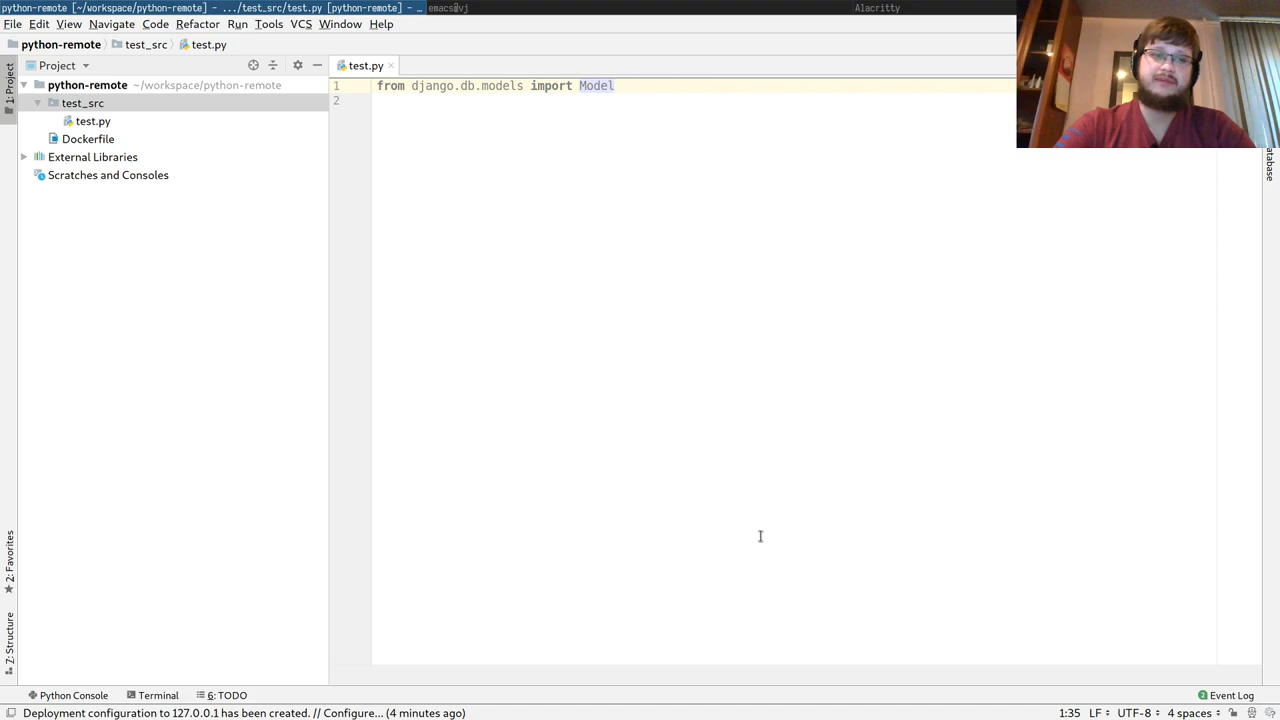 python-remote [~/workspace/python-remote] – .../test_src/test.py [python-remote] – ... emacs@vj Alacritty
File Edit View Navigate Code Refactor Run Tools VCS Window Help
python-remote test_src test.py
1: Project
Project
test.py
python-remote ~/workspace/python-remote
test_src
test.py
Dockerfile
External Libraries
Scratches and Consoles
1 from django.db.models import Model
2
atabase
2: Favorites
Z: Structure
Python Console Terminal 6: TODO 2 Event Log
Deployment configuration to 127.0.0.1 has been created. // Configure... (4 minutes ago) 1:35 LF UTF-8 4 spaces